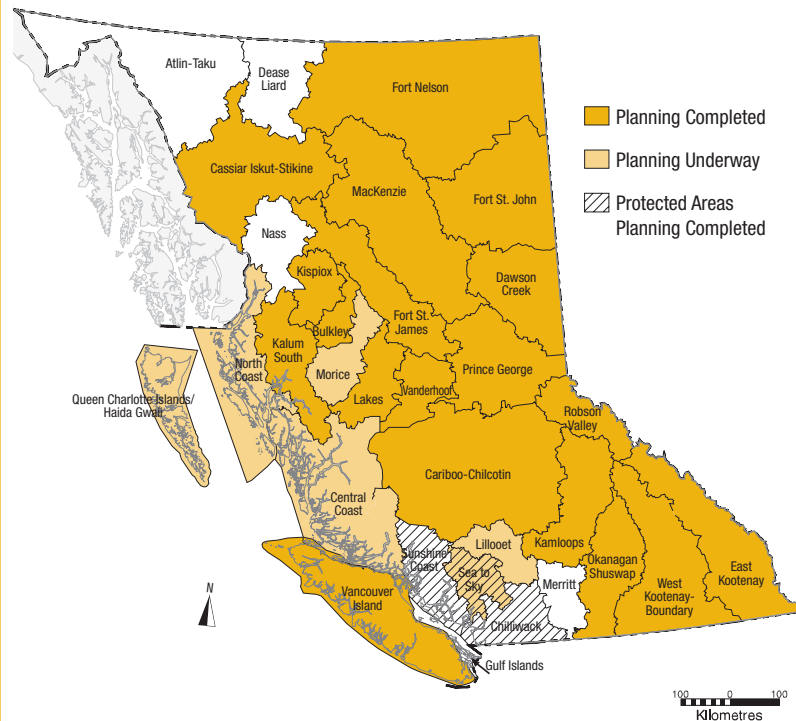 Atlin-Taku
Dease
Liard
Fort Nelson
Planning Completed
Planning Underway
Protected Areas
Planning Completed
Cassiar Iskut-Stikine
MacKenzie
Fort St. John
Nass
Kispiox
Dawson
Creek
Fort St.
James
Bulkley
Kalum
South
North
Coast
Morice
Prince George
Lakes
Vanderhoof
Queen Charlotte Islands/
Haida Gwaii
Robson
Valley
Cariboo-Chilcotin
Central
Coast
Lillooet
Kamloops
Sunshine
Coast
Sea to
Sky
Okanagan
Shuswap
East
Kootenay
Merritt
West
Kootenay-
Boundary
Vancouver
Island
N
Chilliwack
Gulf Islands
100 0 100
Kilometres